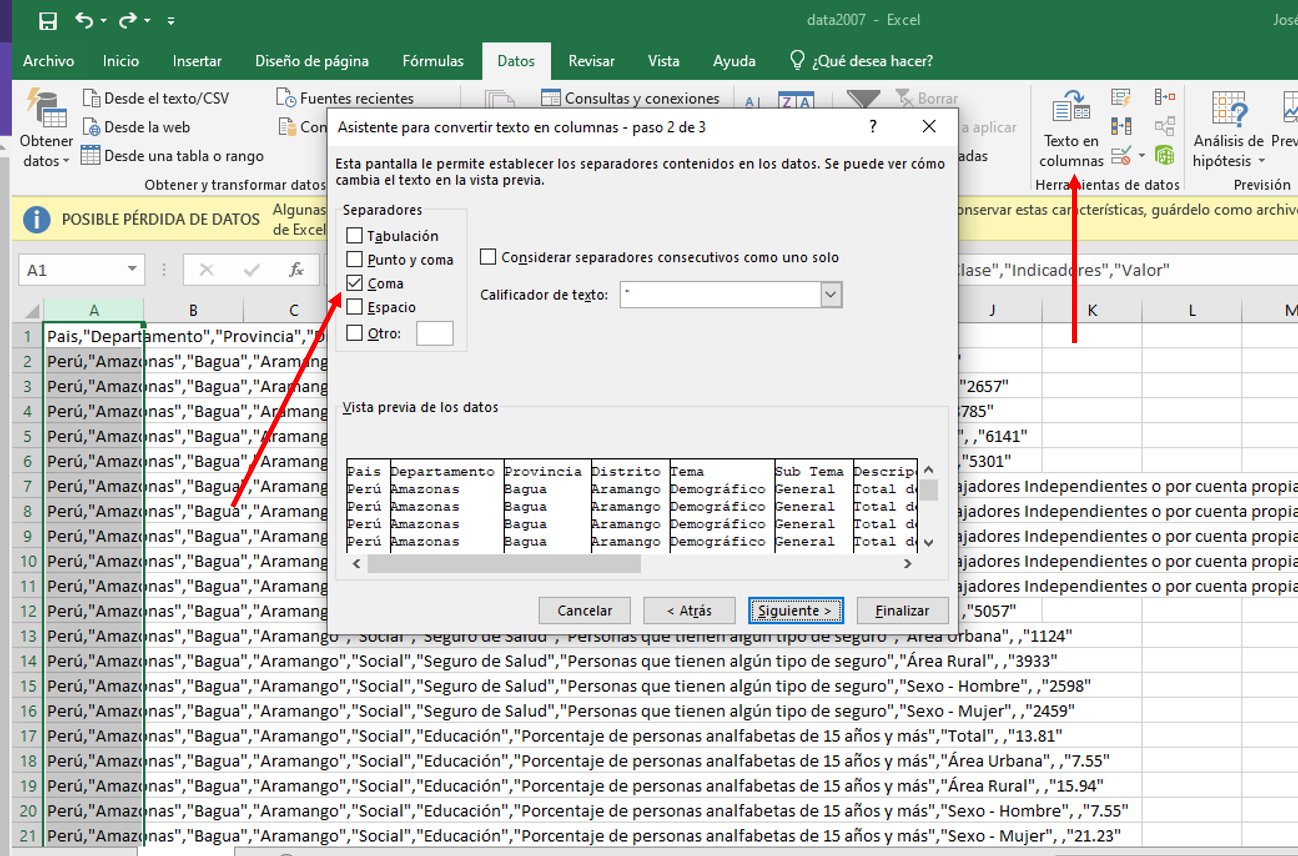 data2007 - Excel
José
Archivo Inicio Insertar Diseño de página Fórmulas Datos Revisar Vista Ayuda ¿Qué desea hacer?
Desde el texto/CSV Fuentes recientes Consultas y conexiones Borrar
Obtener datos Desde la web Con a aplicar Texto en columnas Análisis de hipótesis Prev
Desde una tabla o rango adas
Obtener y transformar datos Herramientas de datos Previsión
POSIBLE PÉRDIDA DE DATOS Algunas onservar estas características, guárdelo como archivo
de Excel
A1 fx lase","Indicadores","Valor"
A B C J K L M
Asistente para convertir texto en columnas - paso 2 de 3 ?
Esta pantalla le permite establecer los separadores contenidos en los datos. Se puede ver cómo
cambia el texto en la vista previa.
Separadores
Tabulación
Punto y coma
Coma
Espacio
Otro:
Considerar separadores consecutivos como uno solo
Calificador de texto: "
Vista previa de los datos
Pais Departamento Provincia Distrito Tema Sub Tema Descripc
Perú Amazonas Bagua Aramango Demográfico General Total de
Perú Amazonas Bagua Aramango Demográfico General Total de
Perú Amazonas Bagua Aramango Demográfico General Total de
Perú Amazonas Bagua Aramango Demográfico General Total de
Cancelar < Atrás Siguiente > Finalizar
1 Pais,"Departamento","Provincia","D
2 Perú,"Amazonas","Bagua","Aramang "
3 Perú,"Amazonas","Bagua","Aramang "2657"
4 Perú,"Amazonas","Bagua","Aramang 785"
5 Perú,"Amazonas","Bagua","Aramang ", ,"6141"
6 Perú,"Amazonas","Bagua","Aramang ,"5301"
7 Perú,"Amazonas","Bagua","Aramang ajadores Independientes o por cuenta propia
8 Perú,"Amazonas","Bagua","Aramang ajadores Independientes o por cuenta propia
9 Perú,"Amazonas","Bagua","Aramang ajadores Independientes o por cuenta propia
10 Perú,"Amazonas","Bagua","Aramang ajadores Independientes o por cuenta propia
11 Perú,"Amazonas","Bagua","Aramang ajadores Independientes o por cuenta propia
12 Perú,"Amazonas","Bagua","Aramang ,"5057"
13 Perú,"Amazonas","Bagua","Aramango","Social","Seguro de Salud","Personas que tienen algún tipo de seguro","Área Urbana", ,"1124"
14 Perú,"Amazonas","Bagua","Aramango","Social","Seguro de Salud","Personas que tienen algún tipo de seguro","Área Rural", ,"3933"
15 Perú,"Amazonas","Bagua","Aramango","Social","Seguro de Salud","Personas que tienen algún tipo de seguro","Sexo - Hombre", ,"2598"
16 Perú,"Amazonas","Bagua","Aramango","Social","Seguro de Salud","Personas que tienen algún tipo de seguro","Sexo - Mujer", ,"2459"
17 Perú,"Amazonas","Bagua","Aramango","Social","Educación","Porcentaje de personas analfabetas de 15 años y más","Total", ,"13.81"
18 Perú,"Amazonas","Bagua","Aramango","Social","Educación","Porcentaje de personas analfabetas de 15 años y más","Área Urbana", ,"7.55"
19 Perú,"Amazonas","Bagua","Aramango","Social","Educación","Porcentaje de personas analfabetas de 15 años y más","Área Rural", ,"15.94"
20 Perú,"Amazonas","Bagua","Aramango","Social","Educación","Porcentaje de personas analfabetas de 15 años y más","Sexo - Hombre", ,"7.55"
21 Perú,"Amazonas","Bagua","Aramango","Social","Educación","Porcentaje de personas analfabetas de 15 años y más","Sexo - Mujer", ,"21.23"